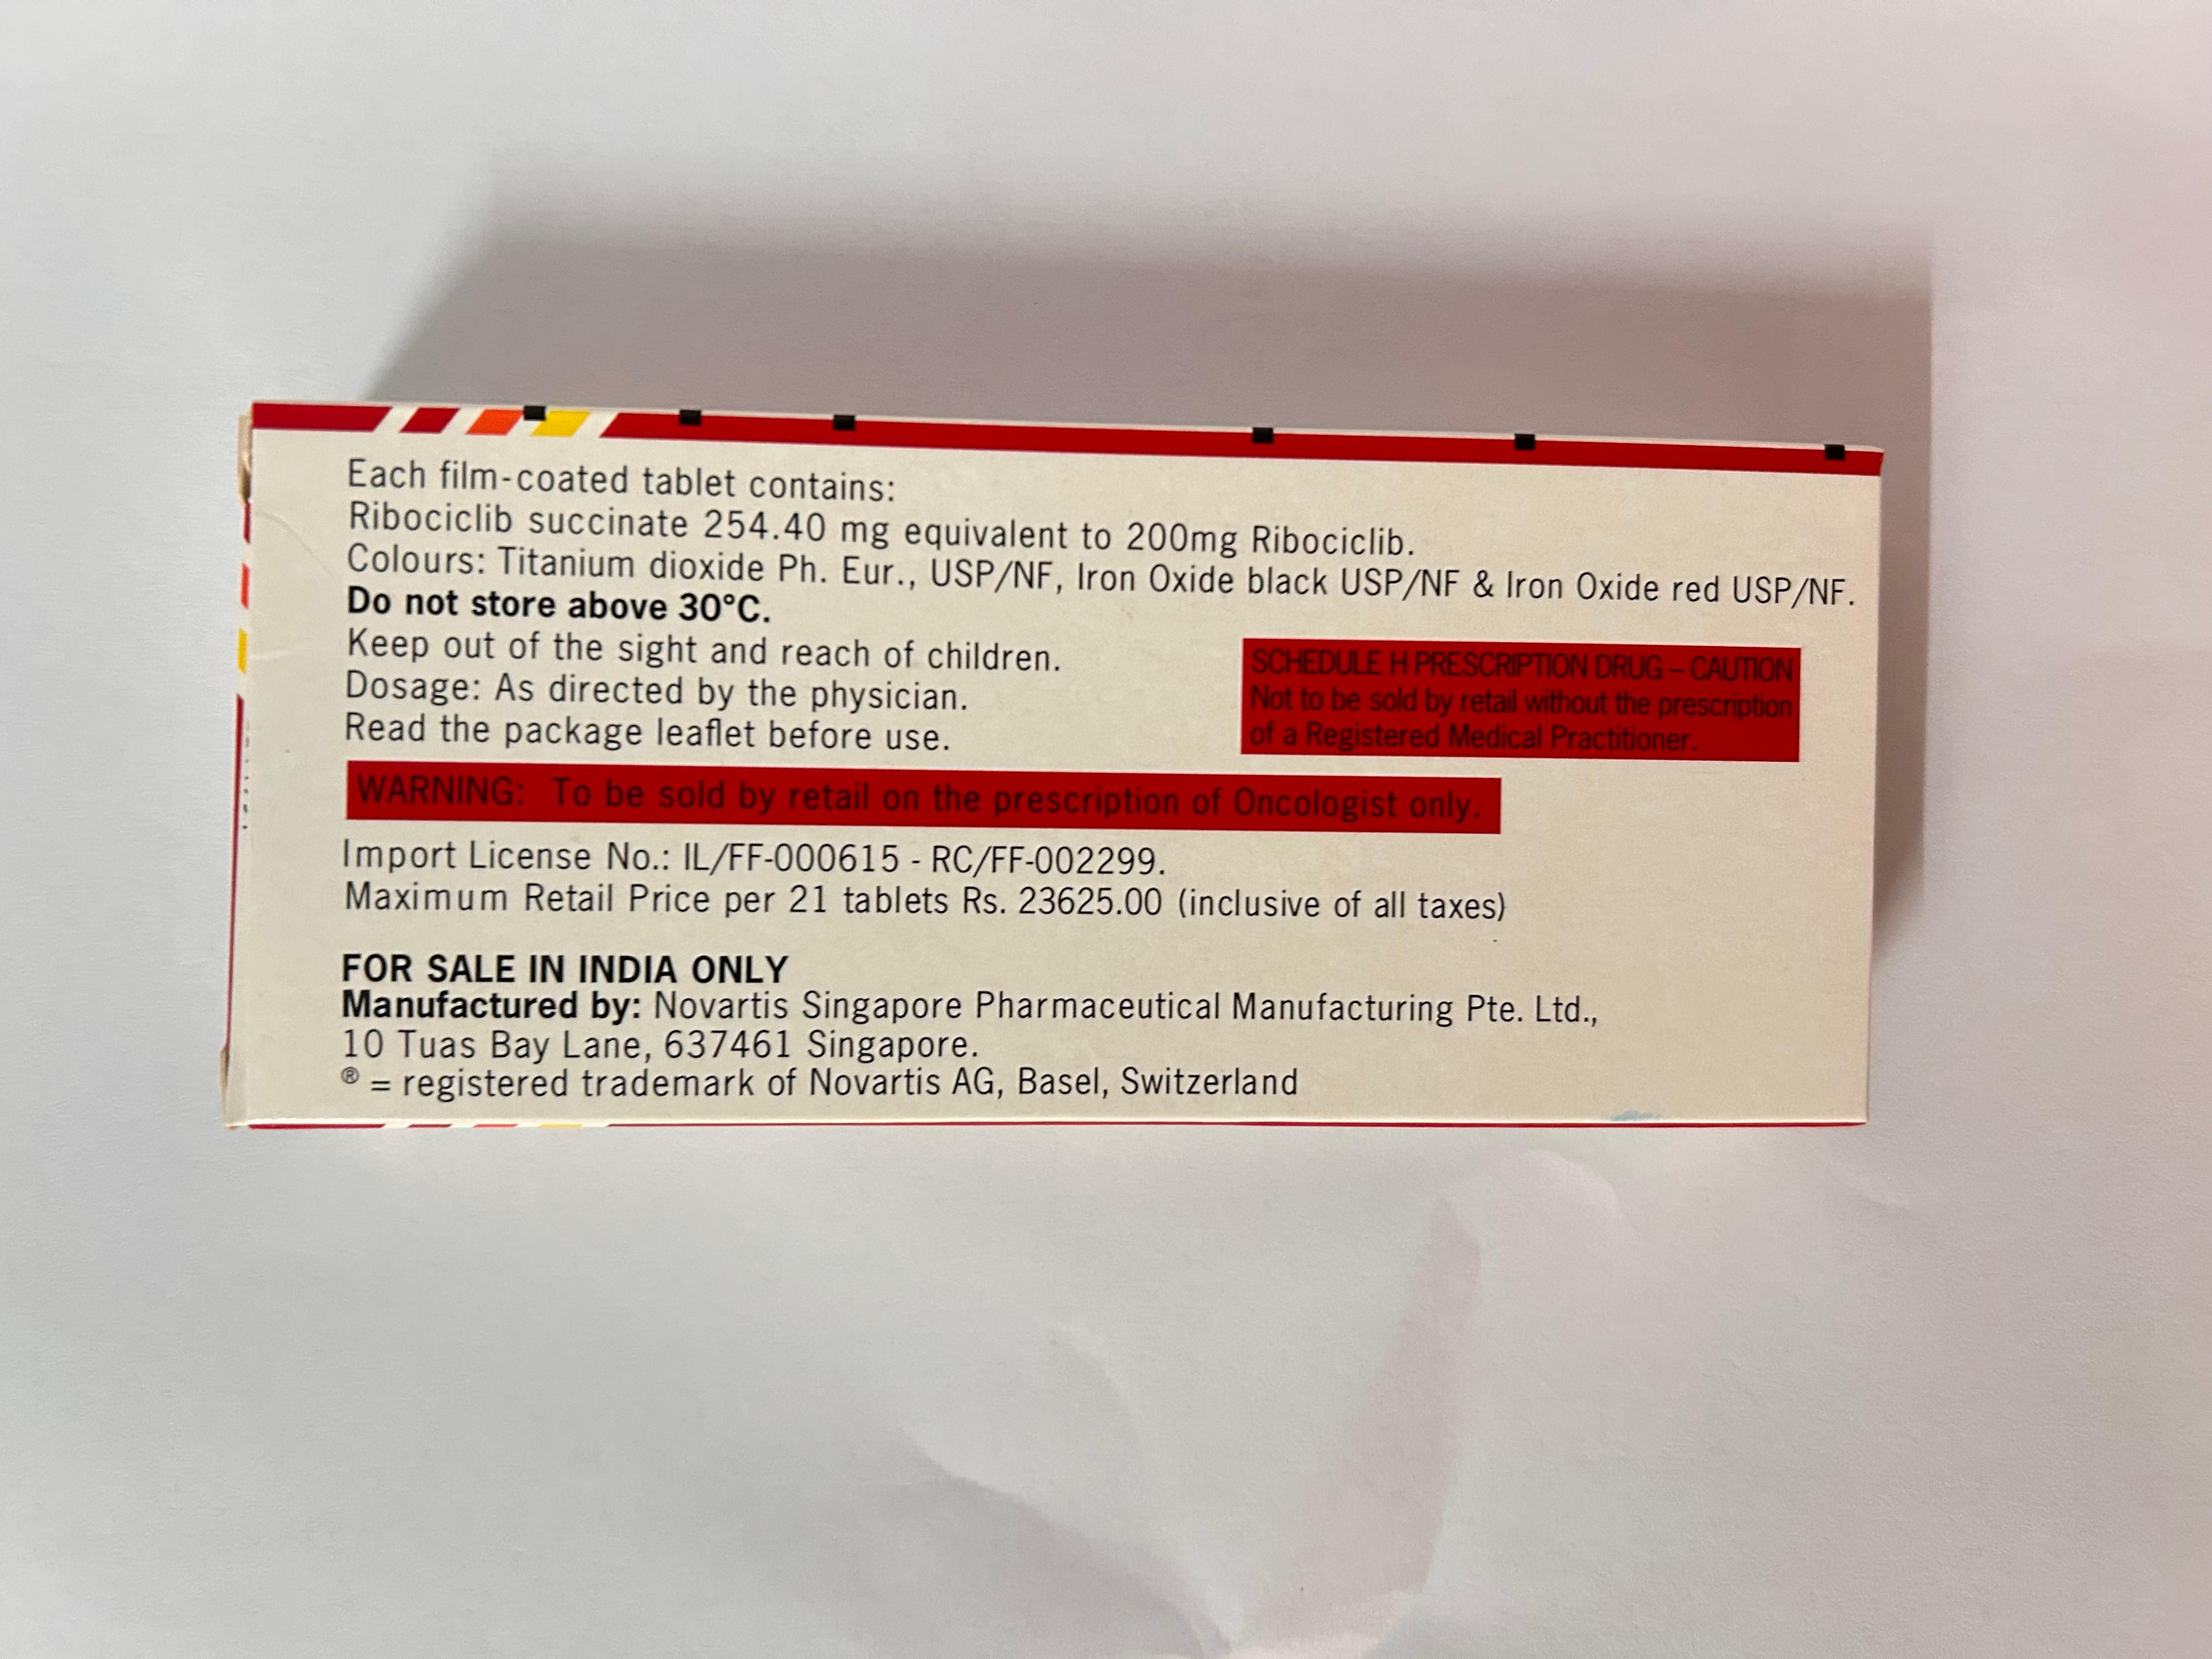 Each film-coated tablet contains:
Ribociclib succinate 254.40 mg equivalent to 200mg Ribociclib.
Colours: Titanium dioxide Ph. Eur., USP/NF, Iron Oxide black USP/NF & Iron Oxide red USP/NF.
Do not store above 30°C.
Keep out of the sight and reach of children.
Dosage: As directed by the physician.
Read the package leaflet before use.
SCHEDULE H PRESCRIPTION DRUG – CAUTION
Not to be sold by retail without the prescription
of a Registered Medical Practitioner.
WARNING: To be sold by retail on the prescription of Oncologist only.
Import License No.: IL/FF-000615 - RC/FF-002299.
Maximum Retail Price per 21 tablets Rs. 23625.00 (inclusive of all taxes)
FOR SALE IN INDIA ONLY
Manufactured by: Novartis Singapore Pharmaceutical Manufacturing Pte. Ltd.,
10 Tuas Bay Lane, 637461 Singapore.
® = registered trademark of Novartis AG, Basel, Switzerland